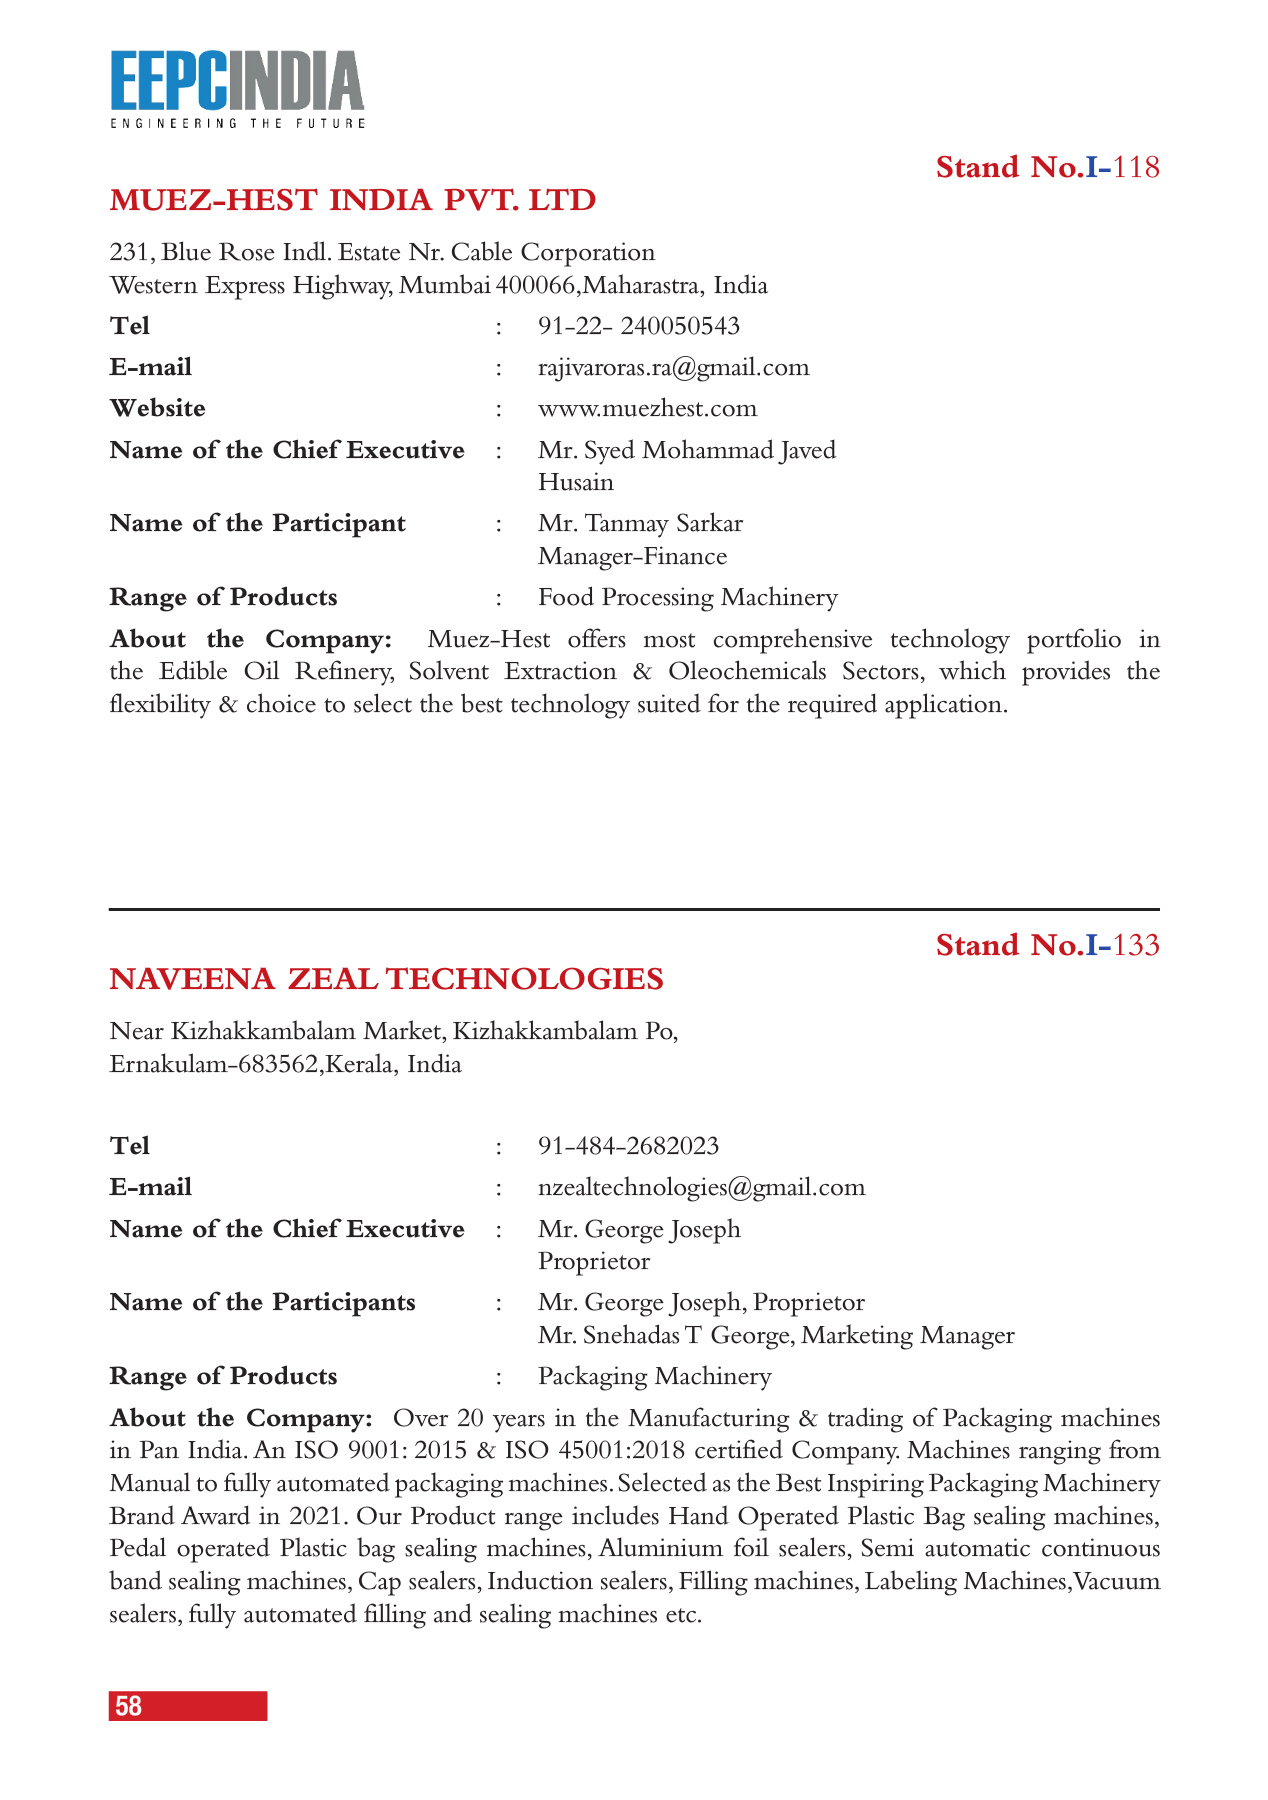 EEPCINDIA
ENGINEERING THE FUTURE
Stand No.I-118
MUEZ-HEST INDIA PVT. LTD
231, Blue Rose Indl. Estate Nr. Cable Corporation
Western Express Highway, Mumbai 400066,Maharastra, India
Tel : 91-22- 240050543
E-mail : rajivaroras.ra@gmail.com
Website : www.muezhest.com
Name of the Chief Executive : Mr. Syed Mohammad Javed
Husain
Name of the Participant : Mr. Tanmay Sarkar
Manager-Finance
Range of Products : Food Processing Machinery
About the Company: Muez-Hest offers most comprehensive technology portfolio in
the Edible Oil Refinery, Solvent Extraction & Oleochemicals Sectors, which provides the
flexibility & choice to select the best technology suited for the required application.
Stand No.I-133
NAVEENA ZEAL TECHNOLOGIES
Near Kizhakkambalam Market, Kizhakkambalam Po,
Ernakulam-683562,Kerala, India
Tel : 91-484-2682023
E-mail : nzealtechnologies@gmail.com
Name of the Chief Executive : Mr. George Joseph
Proprietor
Name of the Participants : Mr. George Joseph, Proprietor
Mr. Snehadas T George, Marketing Manager
Range of Products : Packaging Machinery
About the Company: Over 20 years in the Manufacturing & trading of Packaging machines
in Pan India. An ISO 9001: 2015 & ISO 45001:2018 certified Company. Machines ranging from
Manual to fully automated packaging machines. Selected as the Best Inspiring Packaging Machinery
Brand Award in 2021. Our Product range includes Hand Operated Plastic Bag sealing machines,
Pedal operated Plastic bag sealing machines, Aluminium foil sealers, Semi automatic continuous
band sealing machines, Cap sealers, Induction sealers, Filling machines, Labeling Machines,Vacuum
sealers, fully automated filling and sealing machines etc.
58